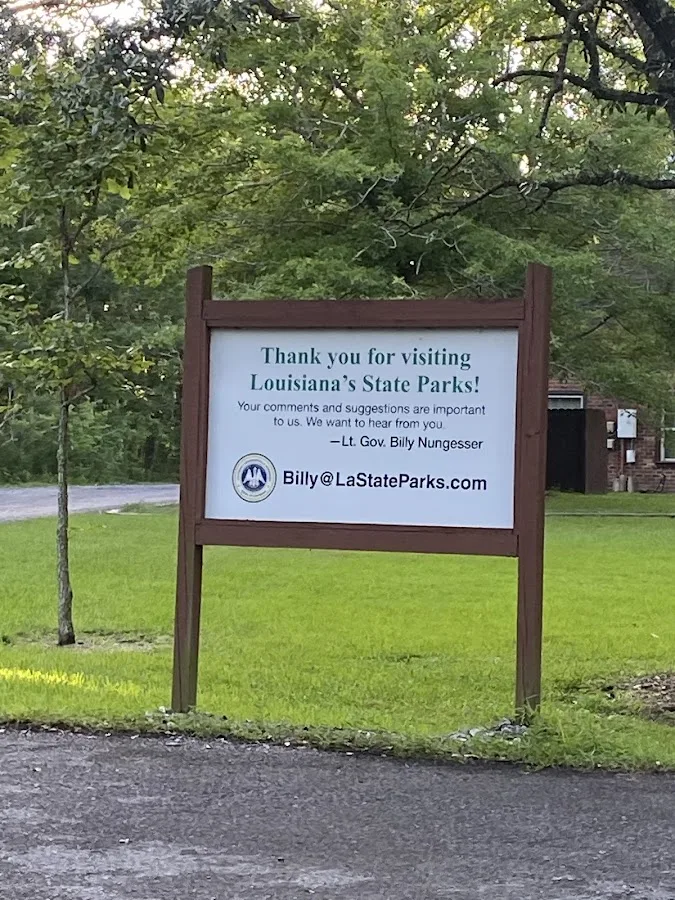 Thank you for visiting
Louisiana's State Parks!
Your comments and suggestions are important
to us. We want to hear from you.
—Lt. Gov. Billy Nungesser
Billy@LaStateParks.com